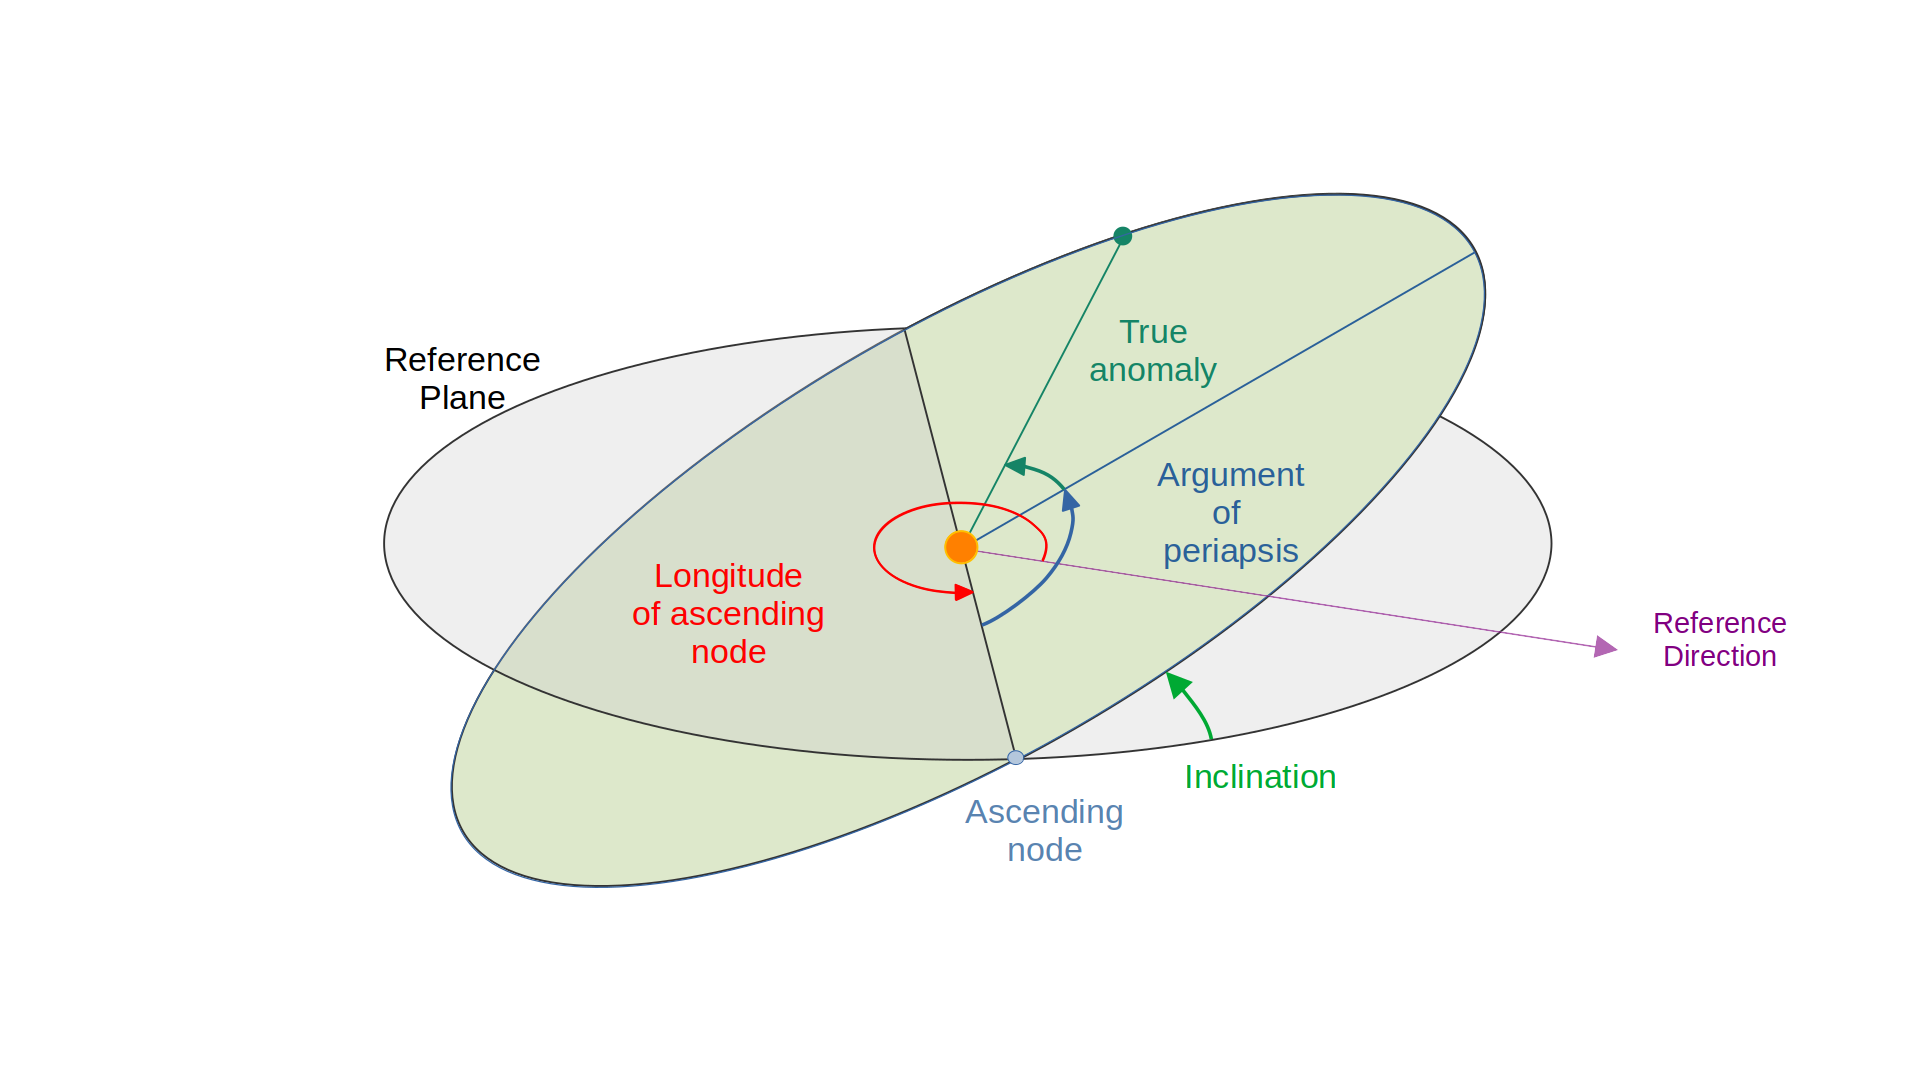 Reference
Plane
True
anomaly
Argument
of
periapsis
Longitude
of ascending
node
Reference
Direction
Inclination
Ascending
node